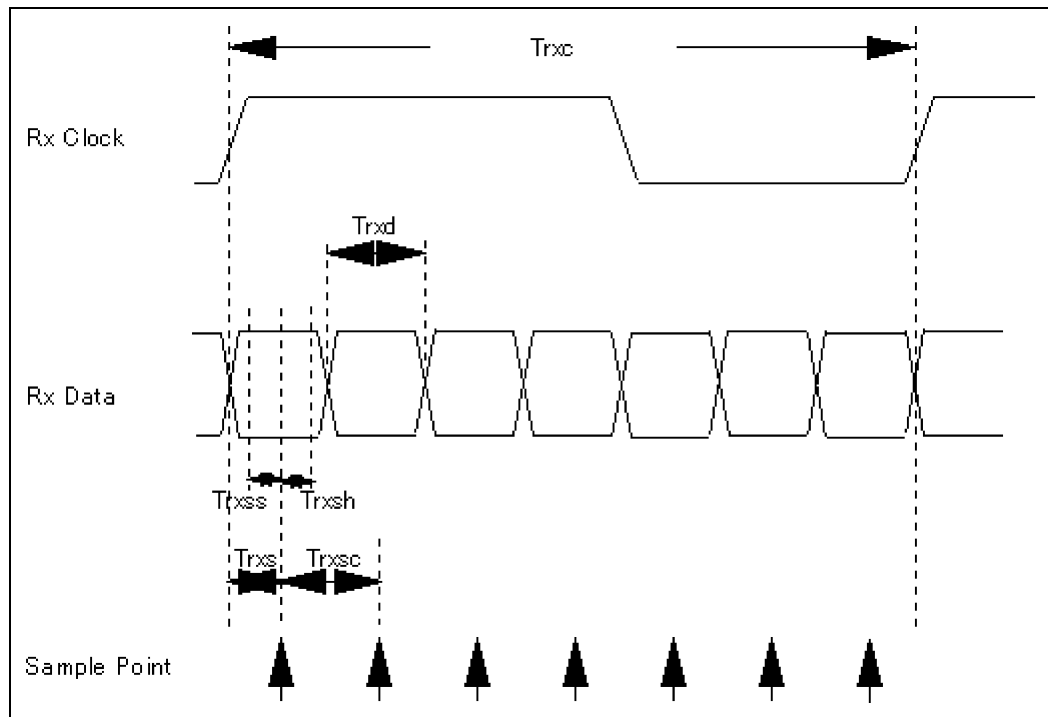 Trxc
Rx Clock
Trxd
Rx Data
Trxss Trxsh
Trxs Trxsc
Sample Point